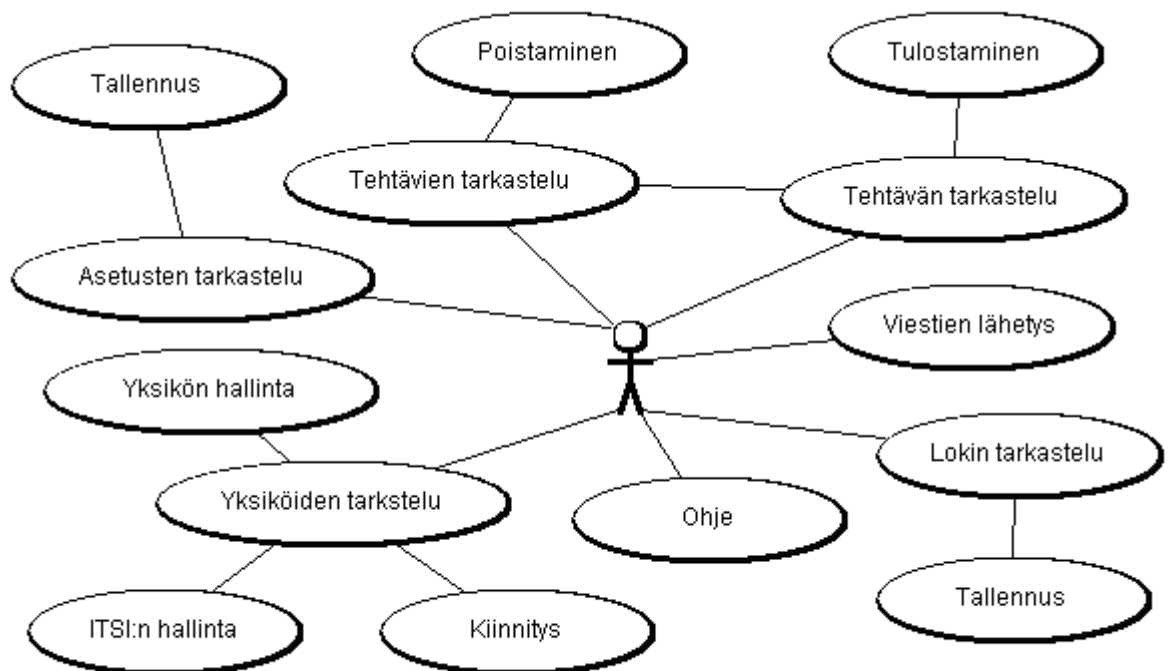 Poistaminen
Tulostaminen
Tallennus
Tehtävien tarkastelu
Tehtävän tarkastelu
Asetusten tarkastelu
Viestien lähetys
Yksikön hallinta
Lokin tarkastelu
Yksiköiden tarkstelu
Ohje
Tallennus
ITSI:n hallinta
Kiinnitys